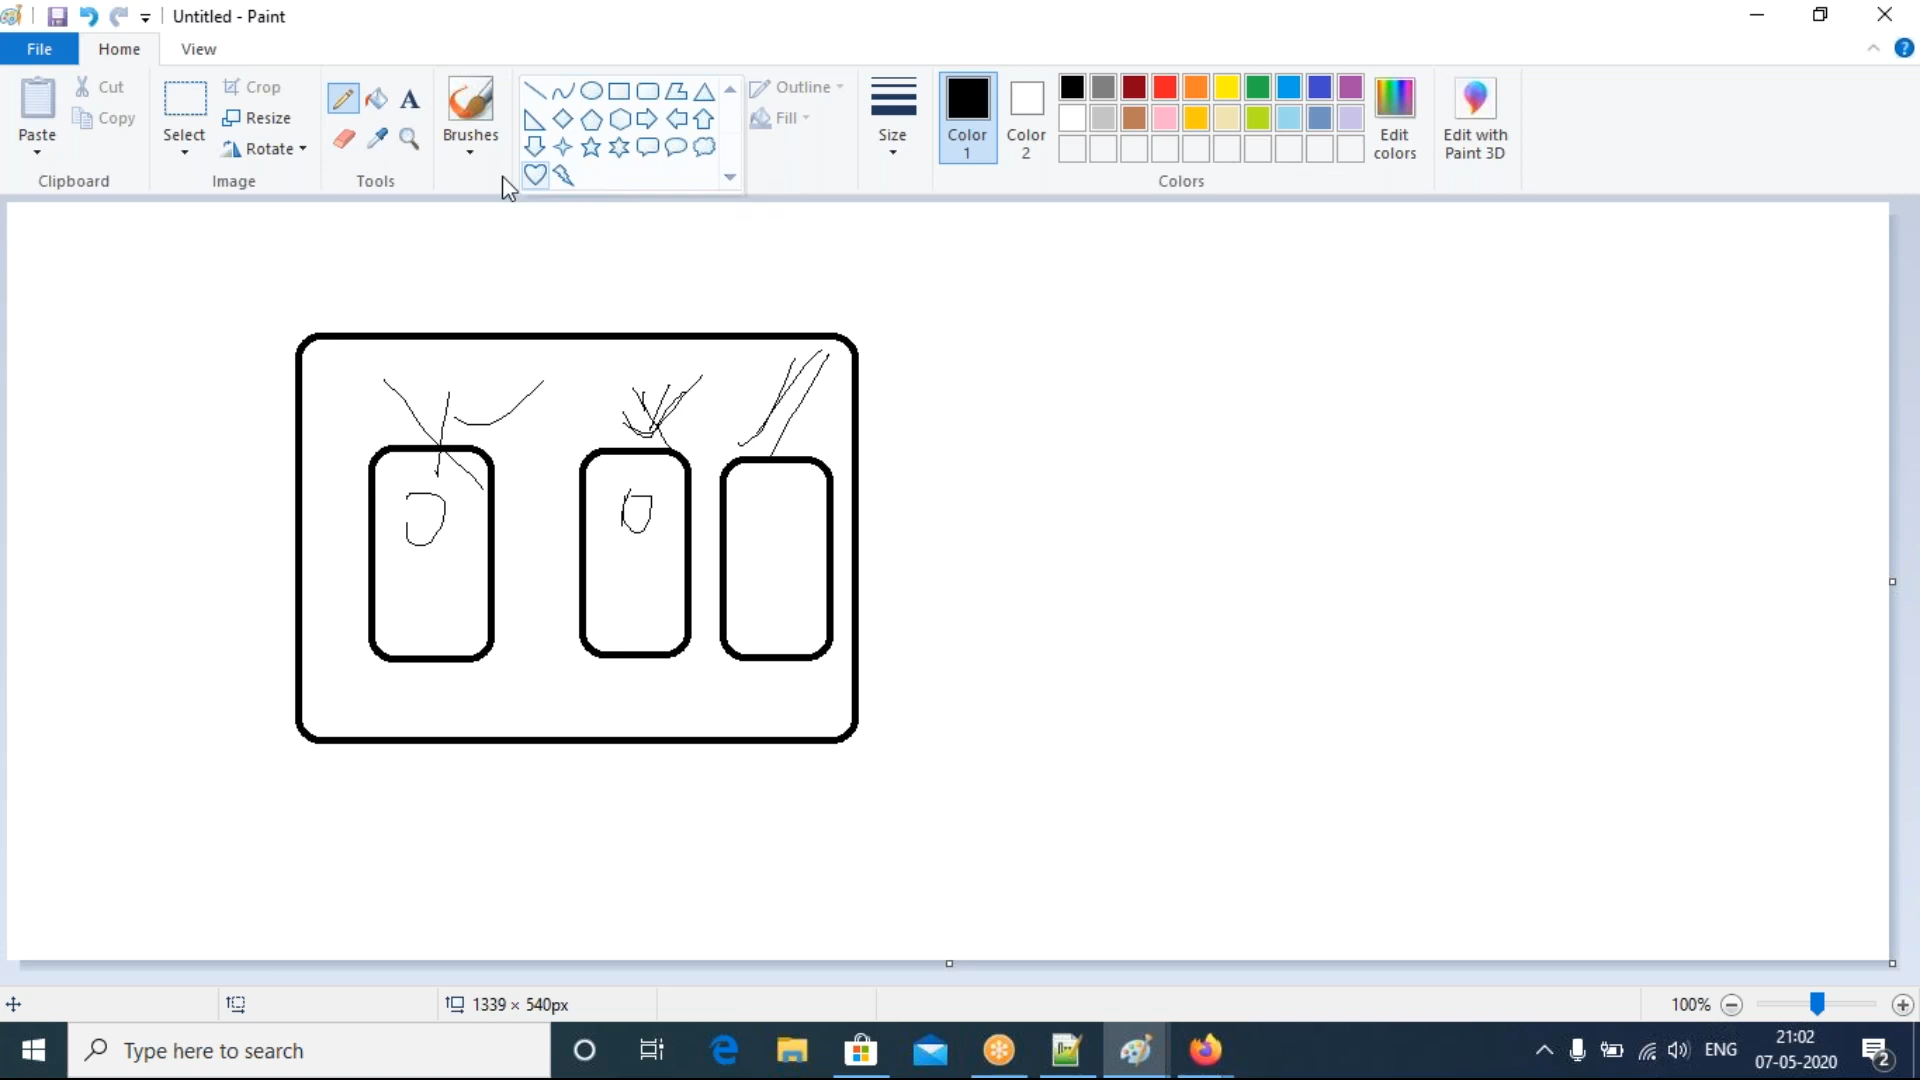 Untitled - Paint
File Home View
Paste
Cut
Copy
Clipboard
Select
Crop
Resize
Rotate
Image
A
Tools
Brushes
Outline
Fill
Size
Color 1
Color 2
Edit colors
Colors
Edit with Paint 3D
1339 × 540px
100%
Type here to search
ENG
21:02
07-05-2020
2